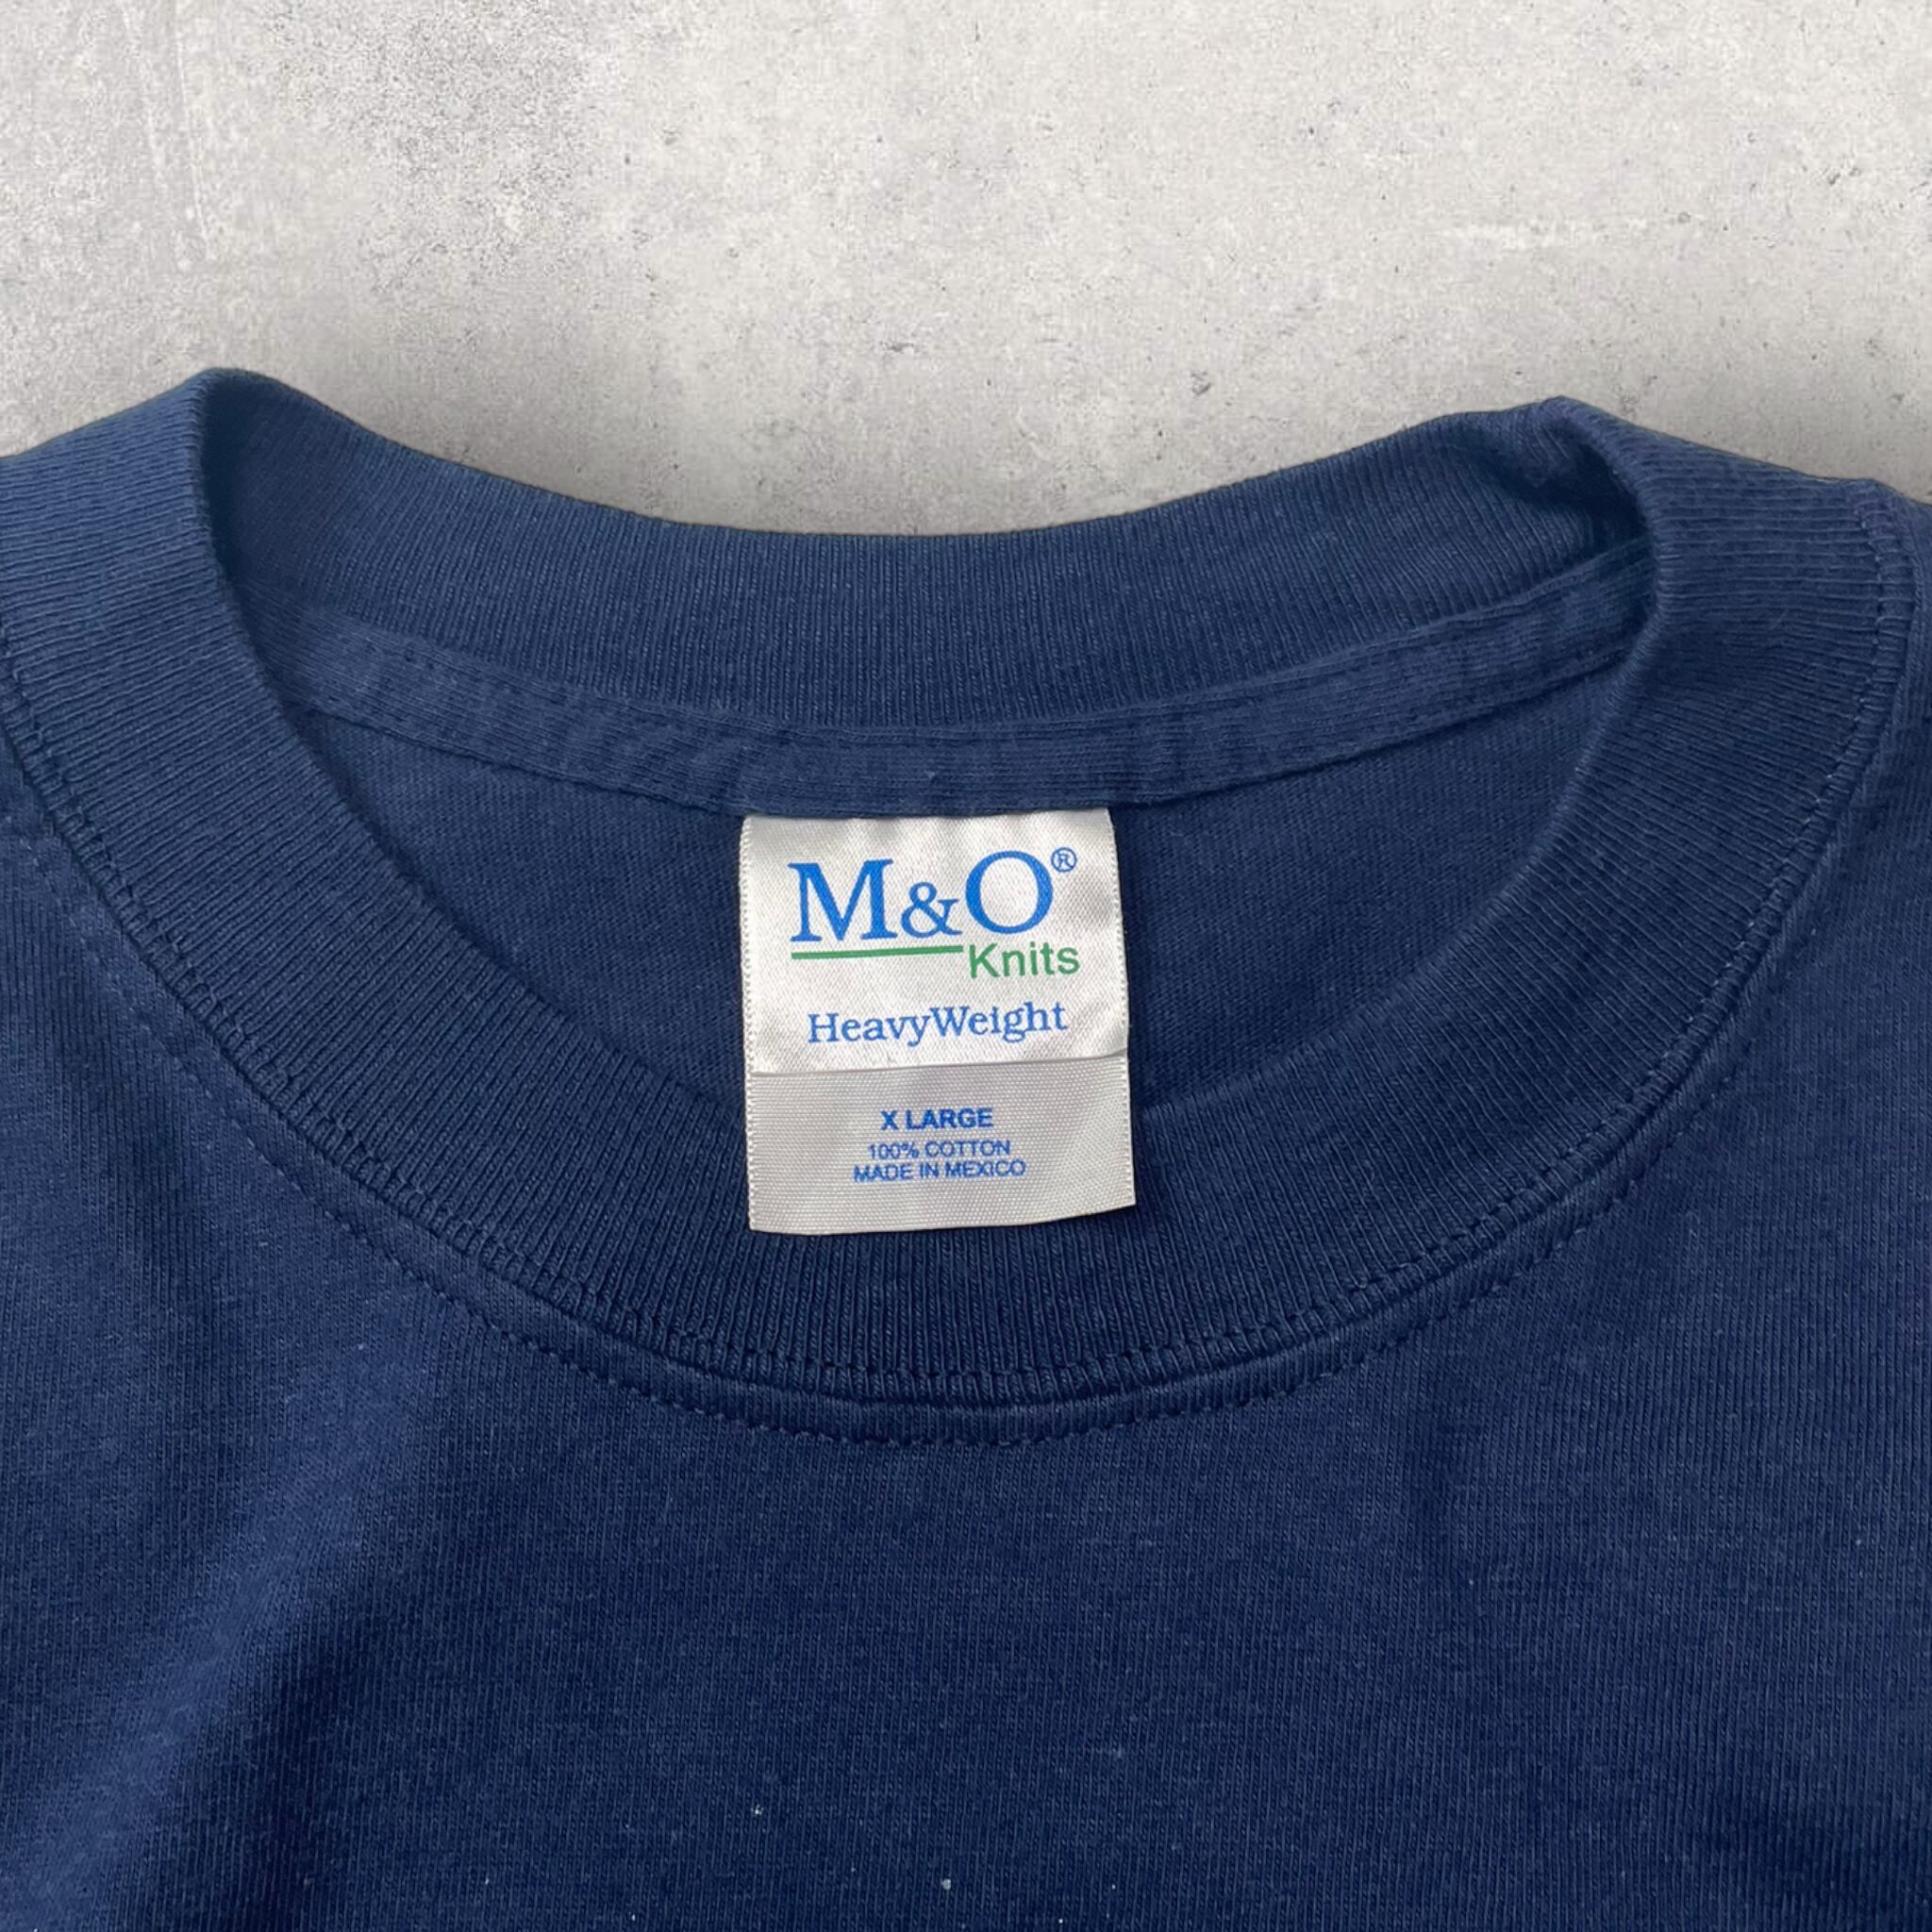 M&O®
Knits
HeavyWeight
X LARGE
100% COTTON
MADE IN MEXICO